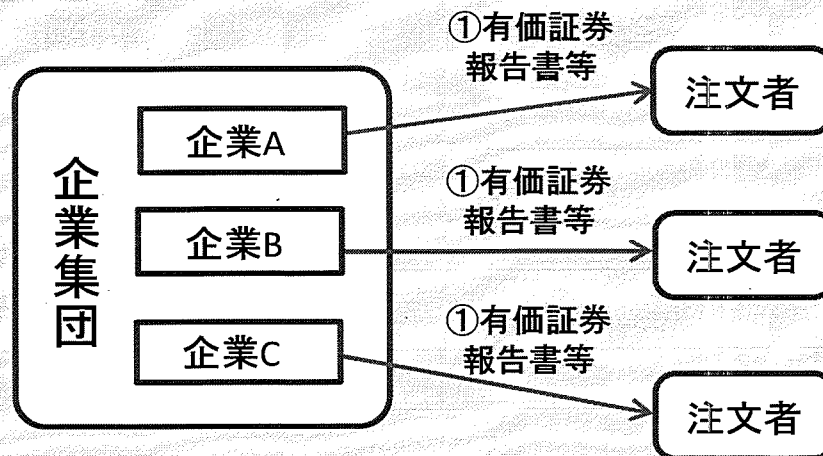 ①有価証券
報告書等
注文者
企業集団
企業A
①有価証券
報告書等
企業B
注文者
①有価証券
報告書等
企業C
注文者